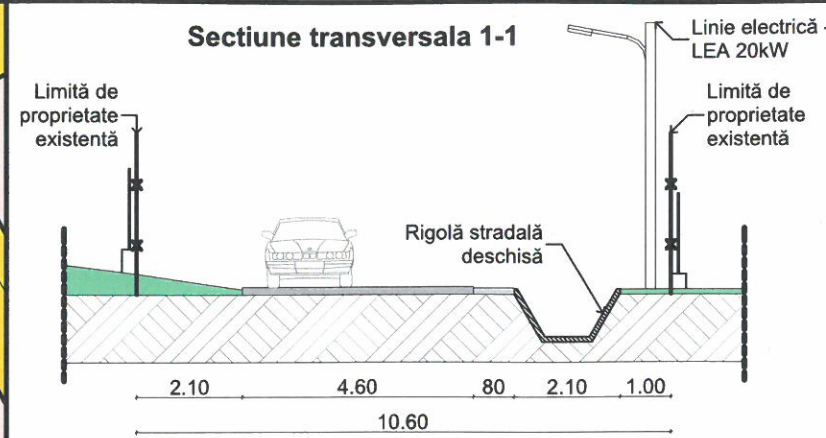 Sectiune transversala 1-1
Linie electrică -
LEA 20kW
Limită de
proprietate
existentă
Limită de
proprietate
existentă
Rigolă stradală
deschisă
2.10
4.60
80
2.10
1.00
10.60